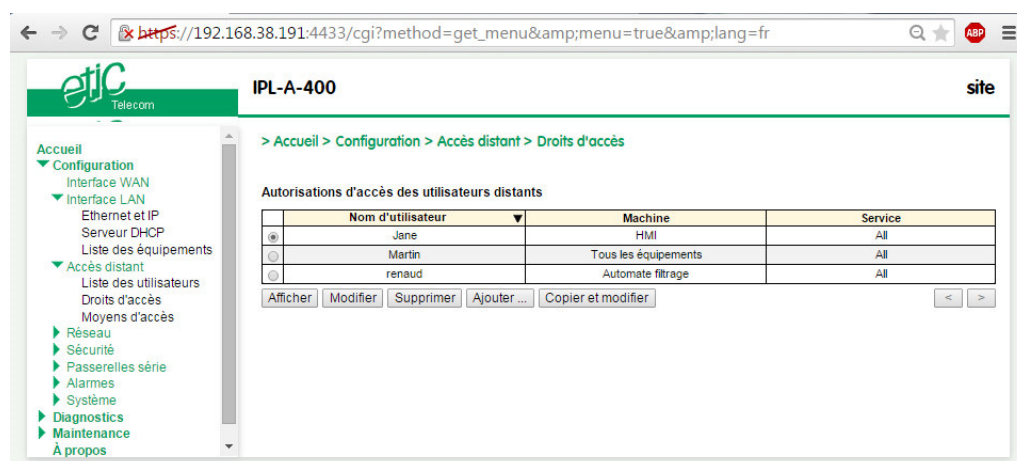 https://192.168.38.191:4433/cgi?method=get_menu&amp;menu=true&amp;lang=fr
ABP
etic
Telecom
IPL-A-400
site
Accueil
Configuration
Interface WAN
Interface LAN
Ethernet et IP
Serveur DHCP
Liste des équipements
Accès distant
Liste des utilisateurs
Droits d'accès
Moyens d'accès
Réseau
Sécurité
Passerelles série
Alarmes
Système
Diagnostics
Maintenance
À propos
> Accueil > Configuration > Accès distant > Droits d'accès
Autorisations d'accès des utilisateurs distants
Nom d'utilisateur Machine Service
Jane HMI All
Martin Tous les équipements All
renaud Automate filtrage All
Afficher Modifier Supprimer Ajouter ... Copier et modifier < >